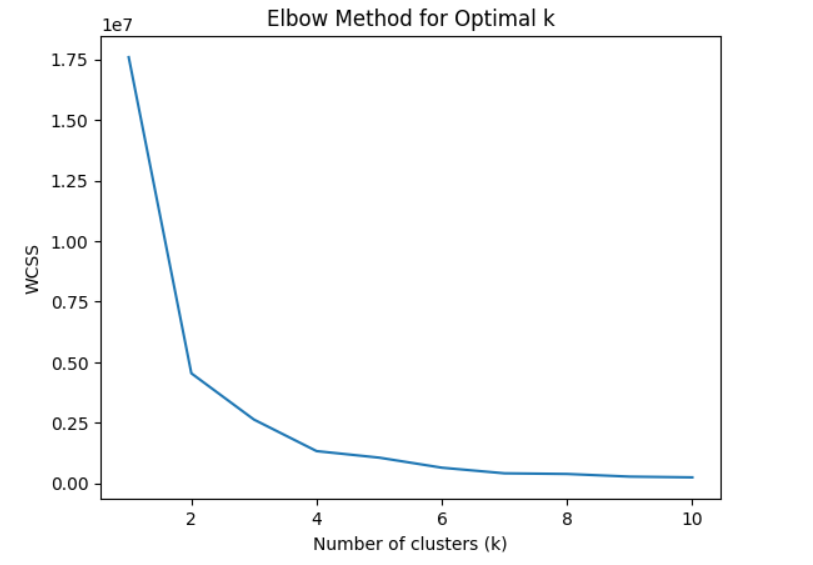 Elbow Method for Optimal k
1e7
1.75
1.50
1.25
1.00
0.75
0.50
0.25
0.00
WCSS
2 4 6 8 10
Number of clusters (k)